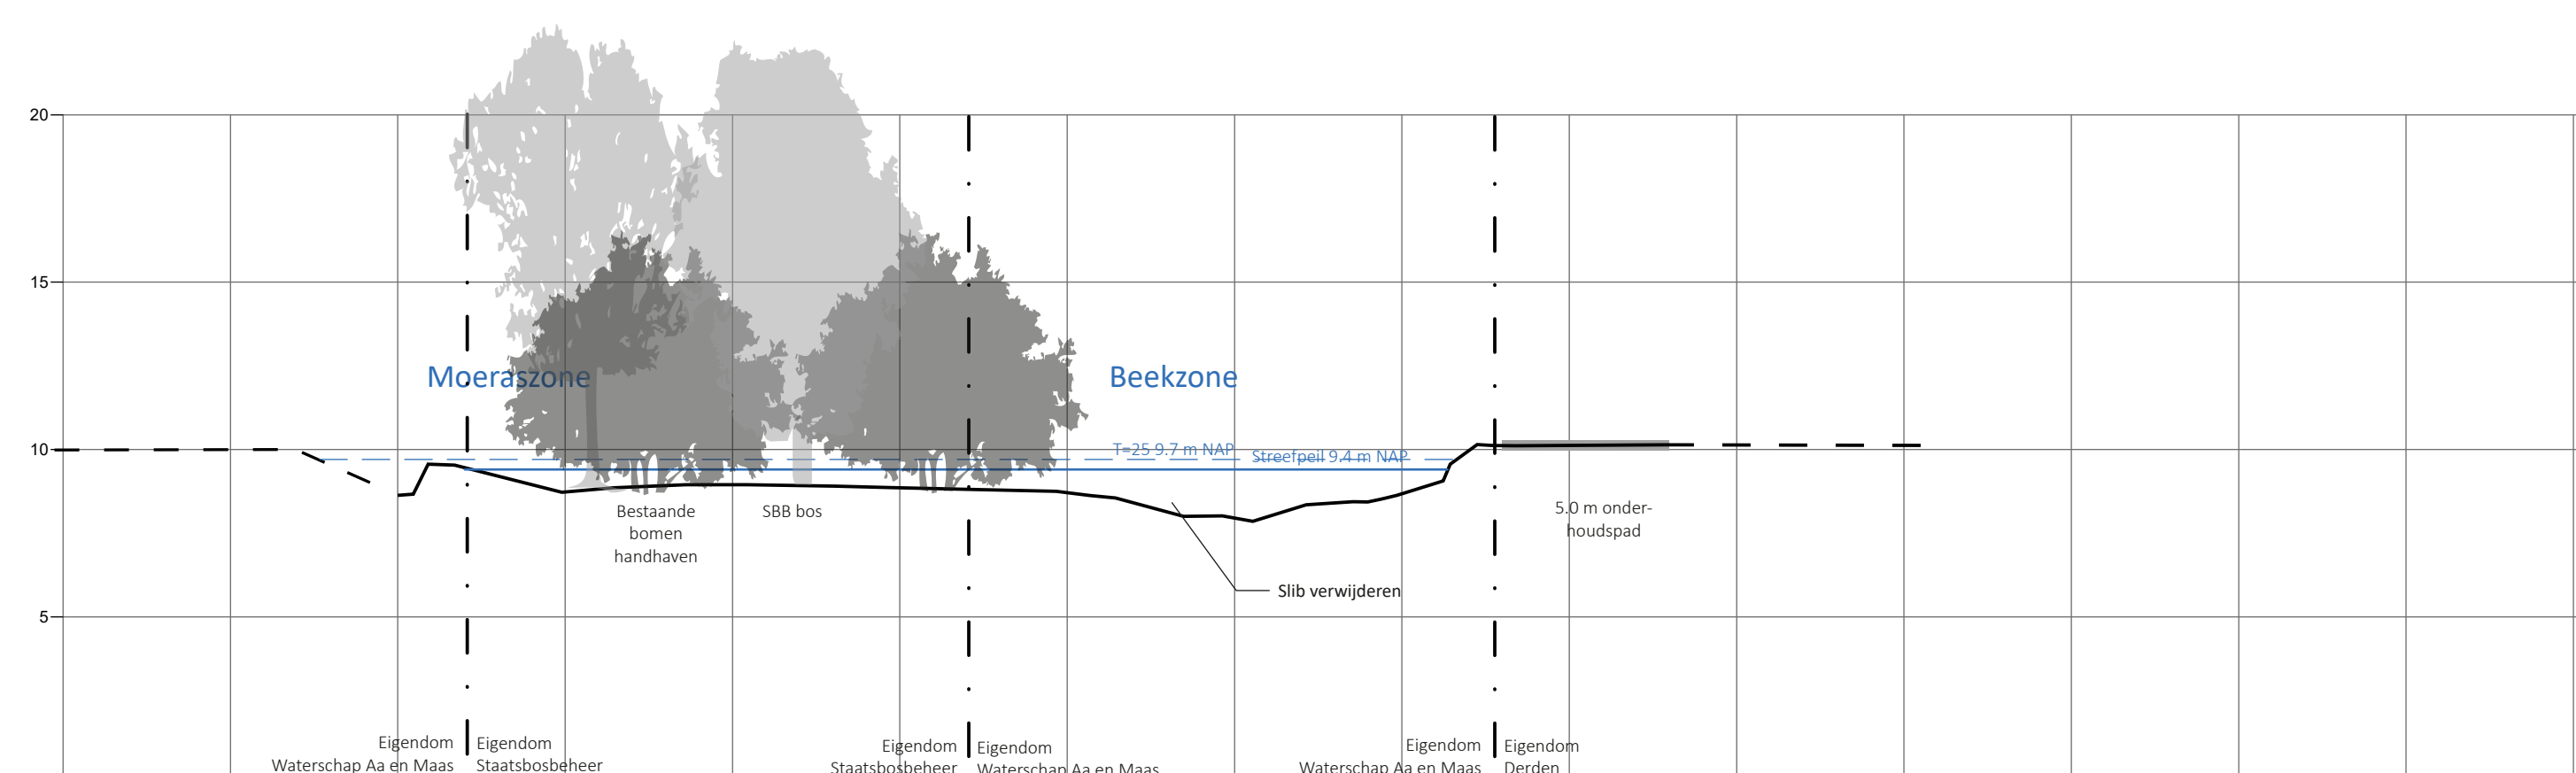 20
15
Moeraszone
Beekzone
10
T=25 9.7 m NAP
Streefpeil 9.4 m NAP
Bestaande
bomen
handhaven
SBB bos
5.0 m onder-
houdspad
Slib verwijderen
5
Eigendom
Waterschap Aa en Maas
Eigendom
Staatsbosbeheer
Eigendom
Staatsbosbeheer
Eigendom
Waterschap Aa en Maas
Eigendom
Waterschap Aa en Maas
Eigendom
Derden